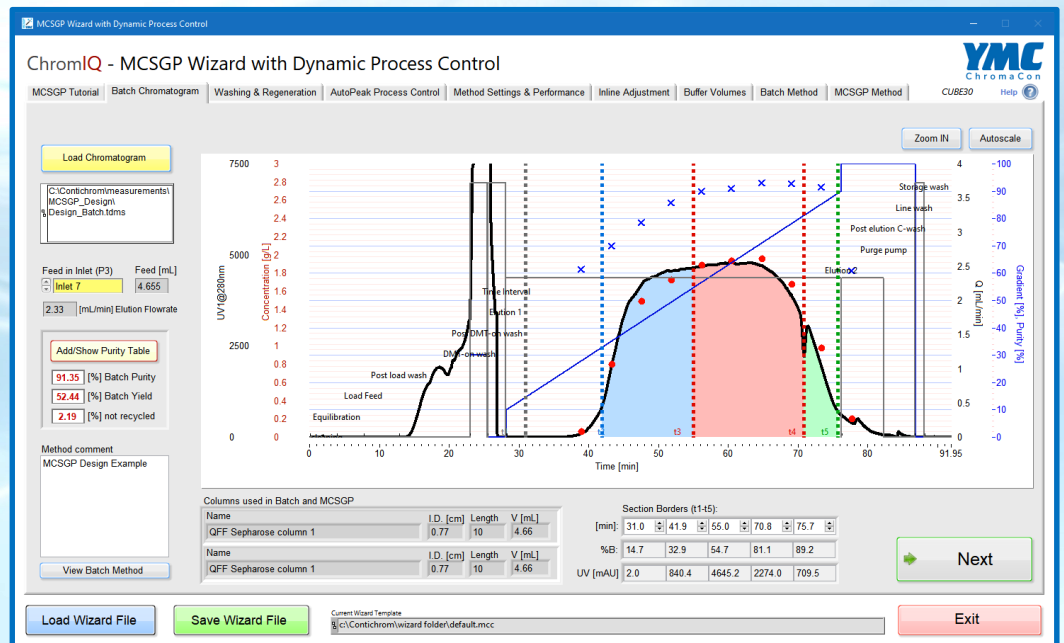 MCSGP Wizard with Dynamic Process Control
ChromIQ - MCSGP Wizard with Dynamic Process Control
YMC
ChromaCon
MCSGP Tutorial
Batch Chromatogram
Washing & Regeneration
AutoPeak Process Control
Method Settings & Performance
Inline Adjustment
Buffer Volumes
Batch Method
MCSGP Method
CUBE30
Help ?
Zoom IN
Autoscale
Load Chromatogram
C:\Contichrom\measurements\
MCSGP_Design\
Design_Batch.tdms
Feed in Inlet (P3)
Feed [mL]
Inlet 7
4.655
2.33 [mL/min] Elution Flowrate
Add/Show Purity Table
91.35 [%] Batch Purity
52.44 [%] Batch Yield
2.19 [%] not recycled
Method comment
MCSGP Design Example
View Batch Method
UV1@280nm
7500
5000
2500
0
Concentration [g/L]
3
2.8
2.6
2.4
2.2
2
1.8
1.6
1.4
1.2
1
0.8
0.6
0.4
0.2
0
Storage wash
Line wash
Post elution C-wash
Purge pump
Elution 2
Time Interval
Elution 1
Post DMT-on wash
DMT-on wash
Post load wash
Load Feed
Equilibration
t3
t4
t5
4
3.5
3
2.5
2
1.5
1
0.5
0
Q [mL/min]
-100
-90
-80
-70
-60
-50
-40
-30
-20
-10
-0
Gradient [%], Purity [%]
0 10 20 30 40 50 60 70 80 91.95
Time [min]
Columns used in Batch and MCSGP
Name I.D. [cm] Length V [mL]
QFF Sepharose column 1 0.77 10 4.66
Name I.D. [cm] Length V [mL]
QFF Sepharose column 1 0.77 10 4.66
Section Borders (t1-t5):
[min]: 31.0 41.9 55.0 70.8 75.7
%B: 14.7 32.9 54.7 81.1 89.2
UV [mAU] 2.0 840.4 4645.2 2274.0 709.5
Next
Load Wizard File
Save Wizard File
Current Wizard Template
c:\Contichrom\wizard folder\default.mcc
Exit